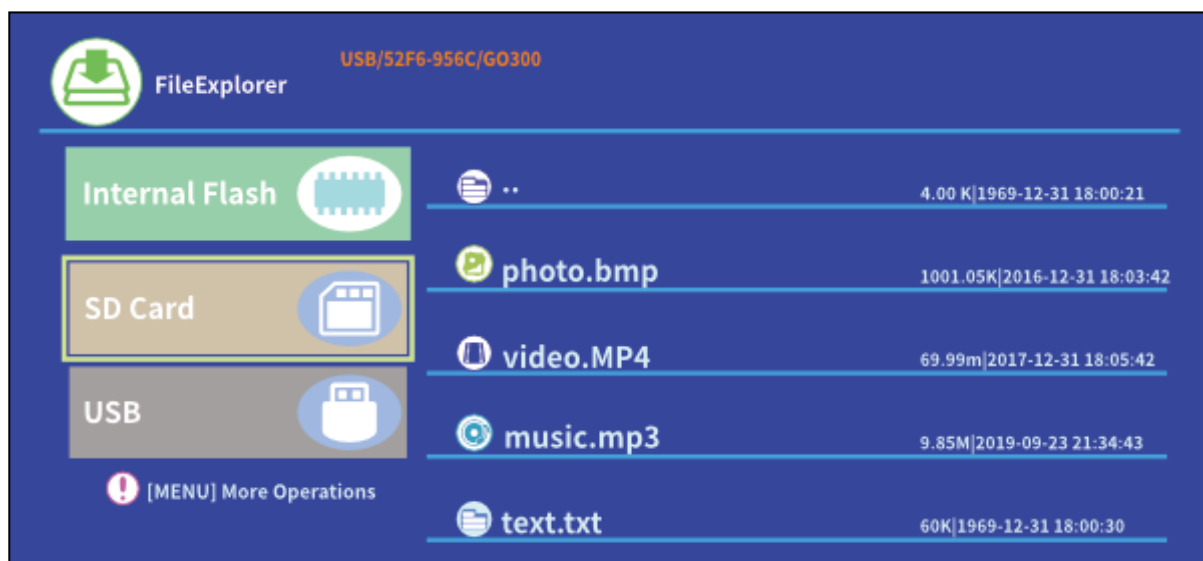 USB/52F6-956C/GO300
FileExplorer
Internal Flash
SD Card
USB
[MENU] More Operations
.. 4.00 K|1969-12-31 18:00:21
photo.bmp 1001.05K|2016-12-31 18:03:42
video.MP4 69.99m|2017-12-31 18:05:42
music.mp3 9.85M|2019-09-23 21:34:43
text.txt 60K|1969-12-31 18:00:30